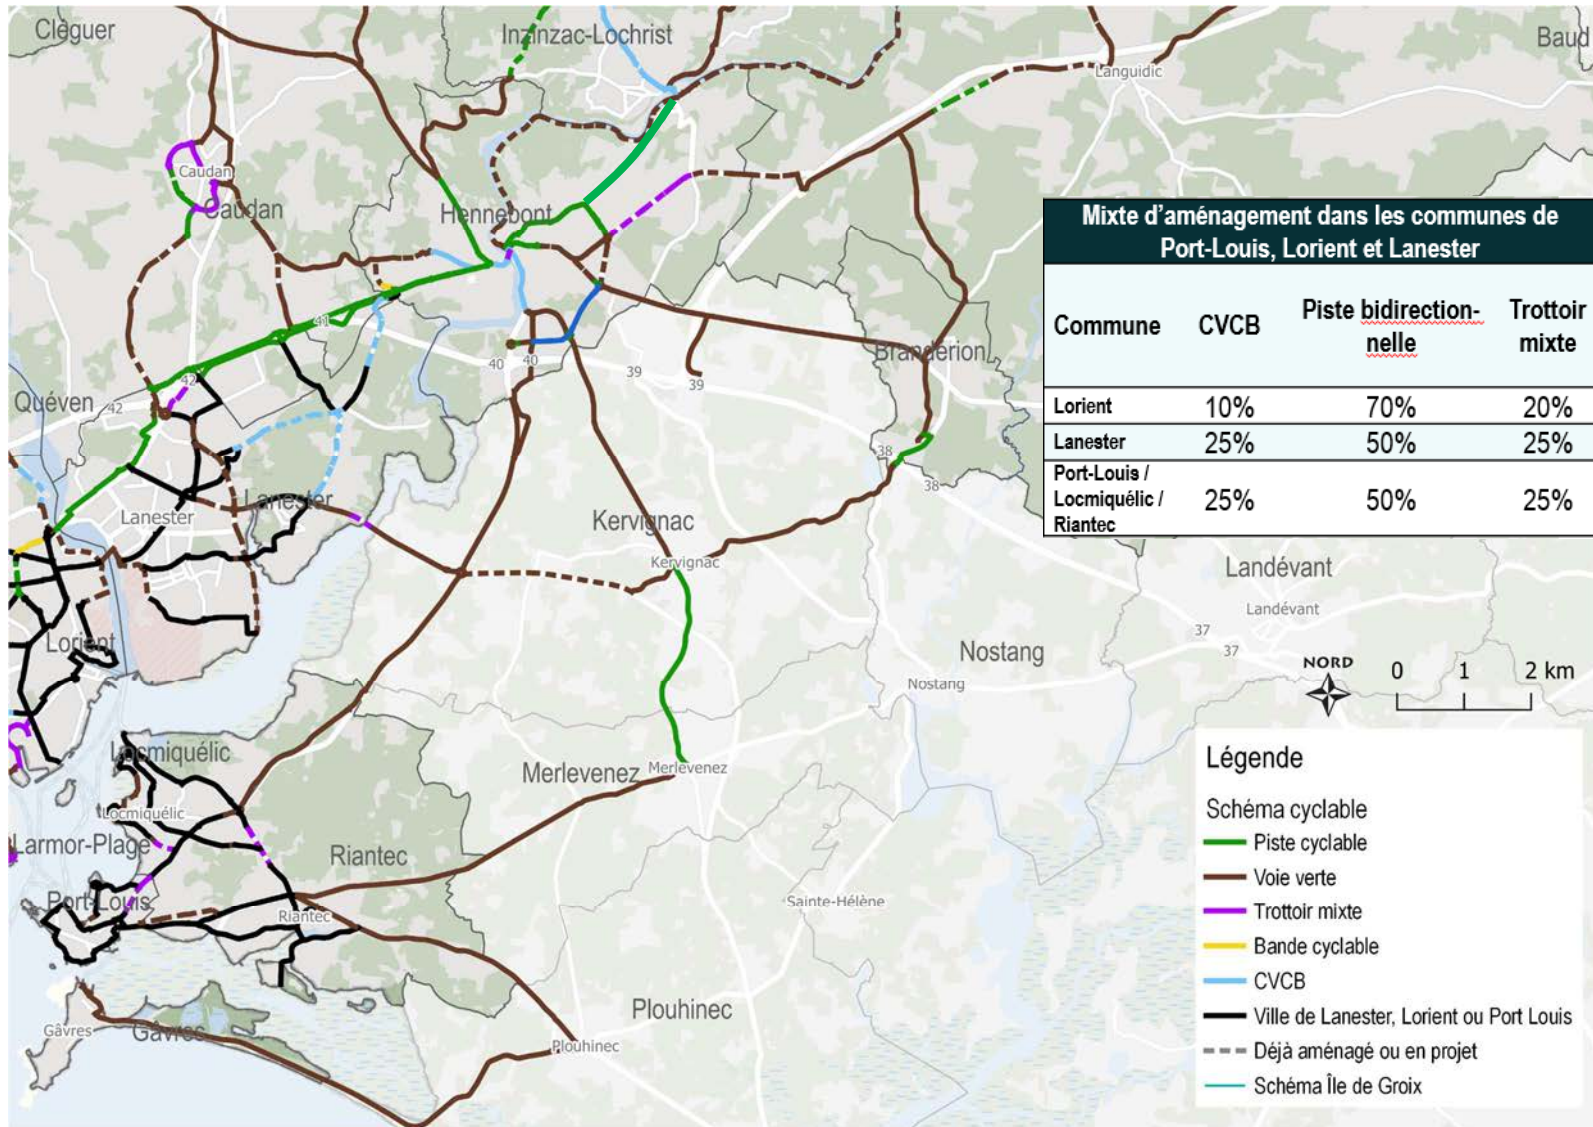 Cléguer
Inzinzac-Lochrist
Baud
Languidic
Caudan
Caudan
Hennebont
Mixte d’aménagement dans les communes de
Port-Louis, Lorient et Lanester
Commune CVCB Piste bidirection-
nelle Trottoir
mixte
Lorient 10% 70% 20%
Lanester 25% 50% 25%
Port-Louis /
Locmiquélic /
Riantec 25% 50% 25%
41
40
40
39
39
Brandérion
42
42
Quéven
38
38
Lanester
Lanester
Kervignac
Kervignac
Landévant
Landévant
37
37
Lorient
Nostang
Nostang
NORD
0 1 2 km
Locmiquélic
Locmiquélic
Merlevenez
Merlevenez
Larmor-Plage
Riantec
Port-Louis
Riantec
Sainte-Hélène
Plouhinec
Plouhinec
Gâvres
Gâvres
Légende
Schéma cyclable
Piste cyclable
Voie verte
Trottoir mixte
Bande cyclable
CVCB
Ville de Lanester, Lorient ou Port Louis
Déjà aménagé ou en projet
Schéma Île de Groix